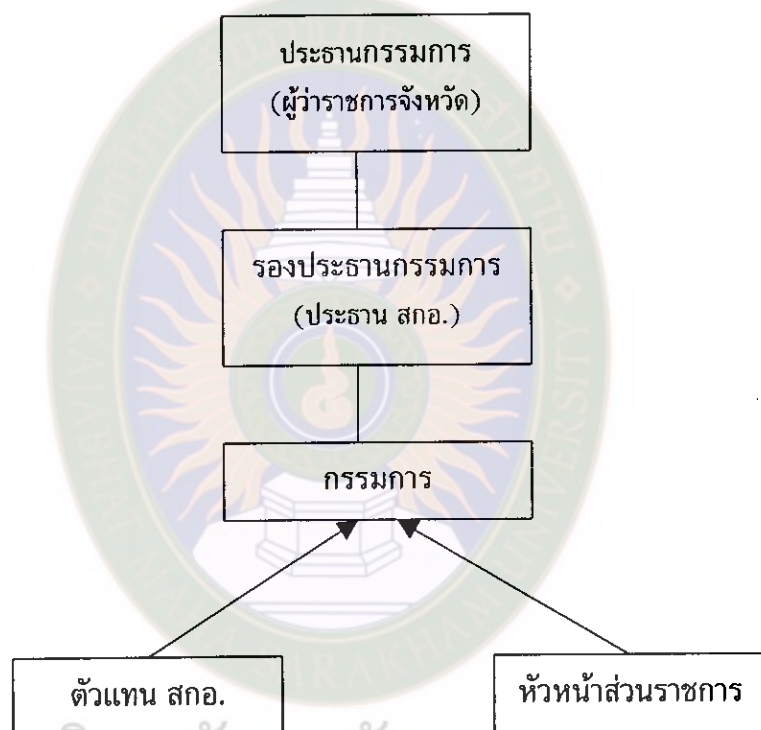 ประธานกรรมการ
(ผู้ว่าราชการจังหวัด)
รองประธานกรรมการ
(ประธาน สกอ.)
กรรมการ
ตัวแทน สกอ.
หัวหน้าส่วนราชการ
RAJABHAT MAHA SARAKHAM UNIVERSITY